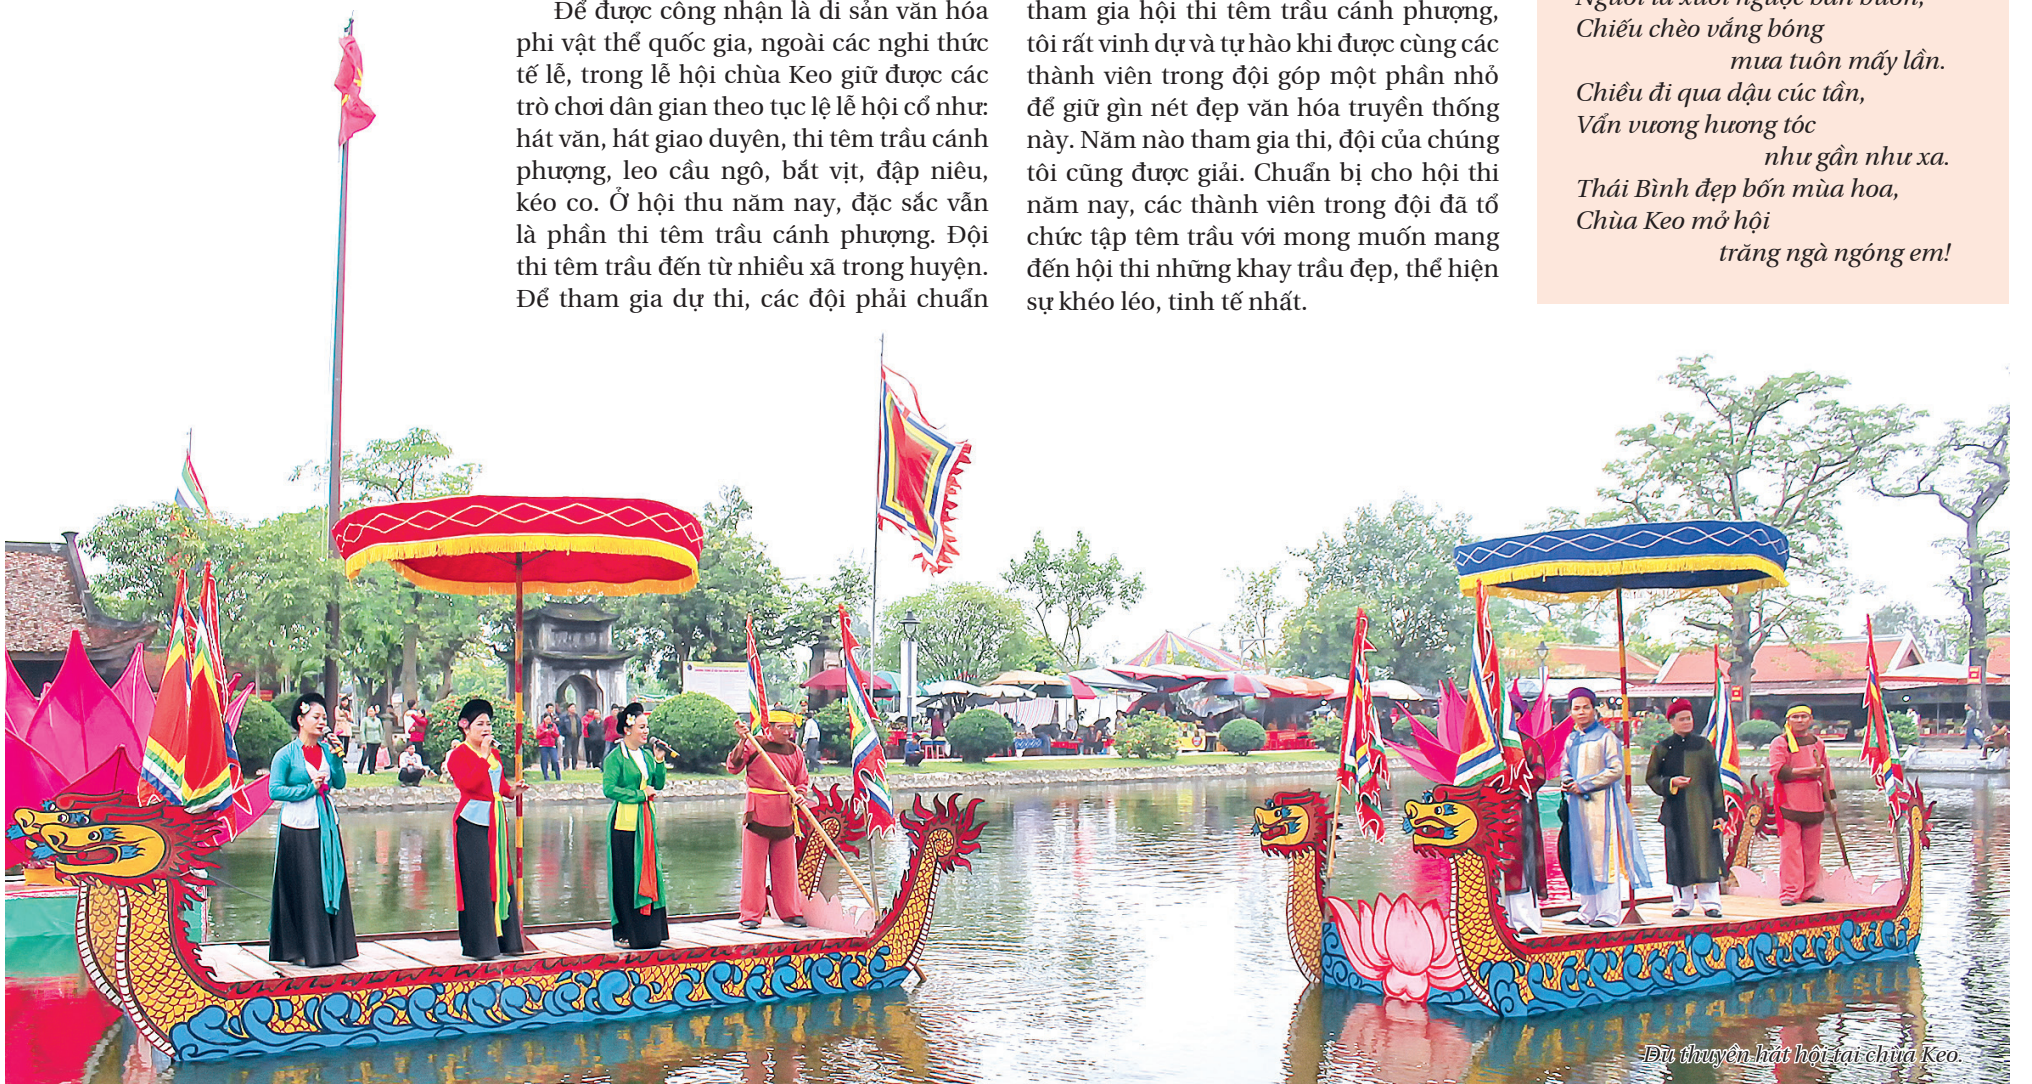 Để được công nhận là di sản văn hóa
phi vật thể quốc gia, ngoài các nghi thức
tế lễ, trong lễ hội chùa Keo giữ được các
trò chơi dân gian theo tục lệ lễ hội cổ như:
hát văn, hát giao duyên, thi têm trầu cánh
phượng, leo cầu ngô, bắt vịt, đập niêu,
kéo co. Ở hội thu năm nay, đặc sắc vẫn
là phần thi têm trầu cánh phượng. Đội
thi têm trầu đến từ nhiều xã trong huyện.
Để tham gia dự thi, các đội phải chuẩn
tham gia hội thi têm trầu cánh phượng,
tôi rất vinh dự và tự hào khi được cùng các
thành viên trong đội góp một phần nhỏ
để giữ gìn nét đẹp văn hóa truyền thống
này. Năm nào tham gia thi, đội của chúng
tôi cũng được giải. Chuẩn bị cho hội thi
năm nay, các thành viên trong đội đã tổ
chức tập têm trầu với mong muốn mang
đến hội thi những khay trầu đẹp, thể hiện
sự khéo léo, tinh tế nhất.
Người ta xuôi ngược bán buôn,
Chiếu chèo vắng bóng
mưa tuôn mấy lần.
Chiều đi qua dậu cúc tần,
Vẩn vương hương tóc
như gần như xa.
Thái Bình đẹp bốn mùa hoa,
Chùa Keo mở hội
trăng ngà ngóng em!
Du thuyền hát hội tại chùa Keo.